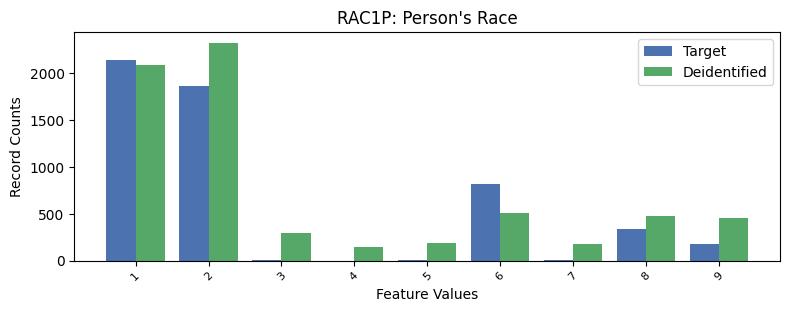 RAC1P: Person's Race
Target
Deidentified
Record Counts
2000
1500
1000
500
0
1 2 3 4 5 6 7 8 9
Feature Values